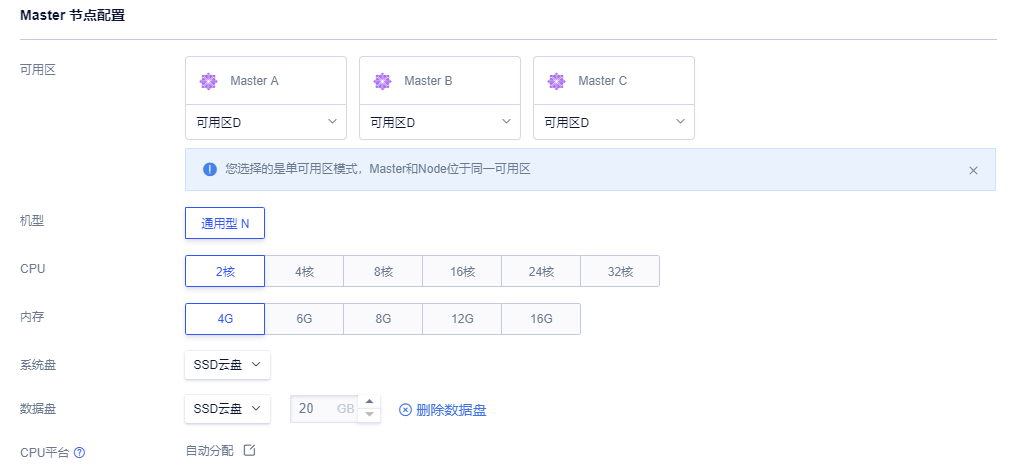 Master 节点配置
可用区
Master A
Master B
Master C
可用区D
可用区D
可用区D
您选择的是单可用区模式，Master和Node位于同一可用区
机型
通用型 N
CPU
2核 4核 8核 16核 24核 32核
内存
4G 6G 8G 12G 16G
系统盘
SSD云盘
数据盘
SSD云盘 20 GB 删除数据盘
CPU平台
自动分配